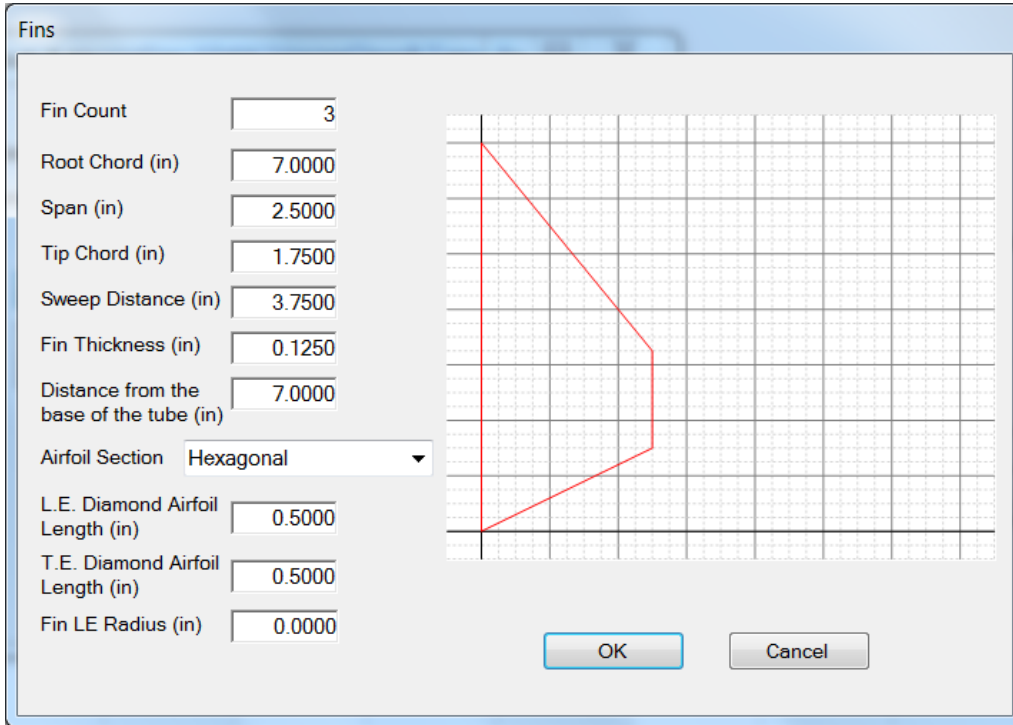 Fins
Fin Count 3
Root Chord (in) 7.0000
Span (in) 2.5000
Tip Chord (in) 1.7500
Sweep Distance (in) 3.7500
Fin Thickness (in) 0.1250
Distance from the
base of the tube (in) 7.0000
Airfoil Section Hexagonal
L.E. Diamond Airfoil
Length (in) 0.5000
T.E. Diamond Airfoil
Length (in) 0.5000
Fin LE Radius (in) 0.0000
OK Cancel